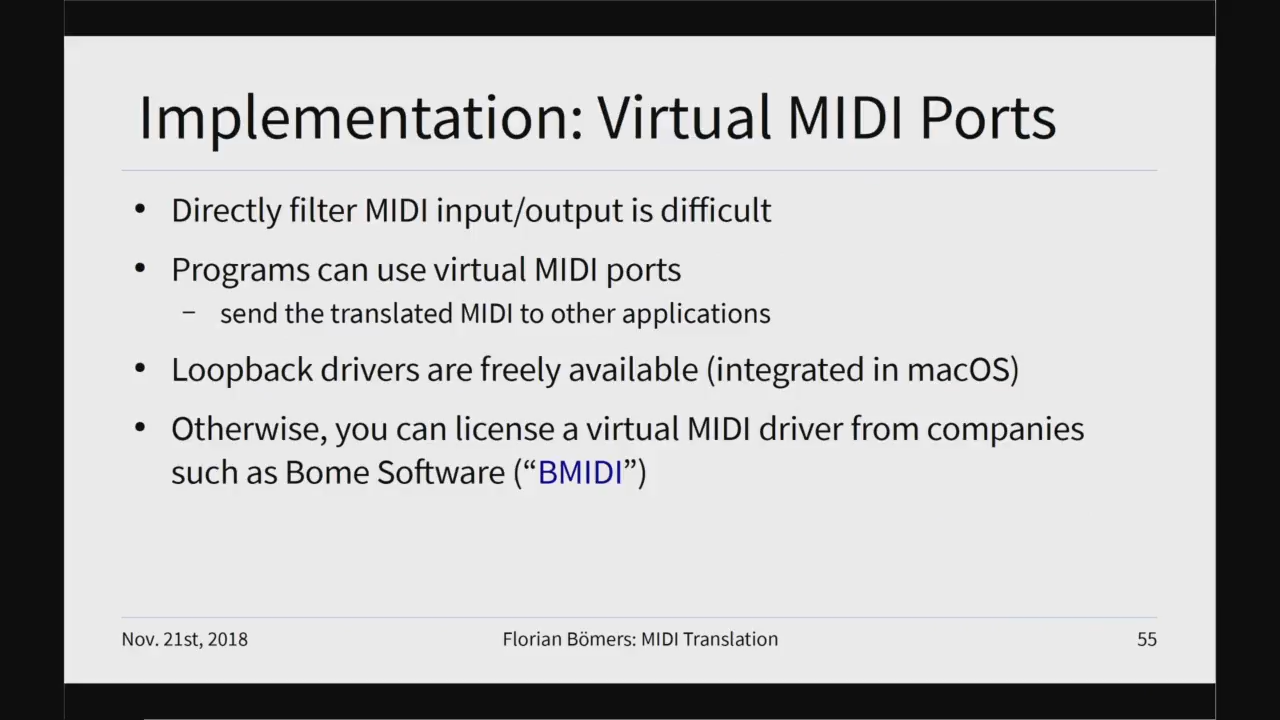 Implementation: Virtual MIDI Ports
• Directly filter MIDI input/output is difficult
• Programs can use virtual MIDI ports
– send the translated MIDI to other applications
• Loopback drivers are freely available (integrated in macOS)
• Otherwise, you can license a virtual MIDI driver from companies
such as Bome Software (“BMIDI”)
Nov. 21st, 2018
Florian Bömers: MIDI Translation
55